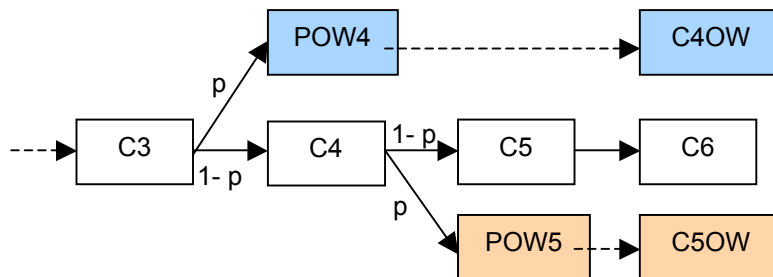 POW4 C4OW
p
C3 C4 1- p C5 C6
1- p
p
POW5 C5OW